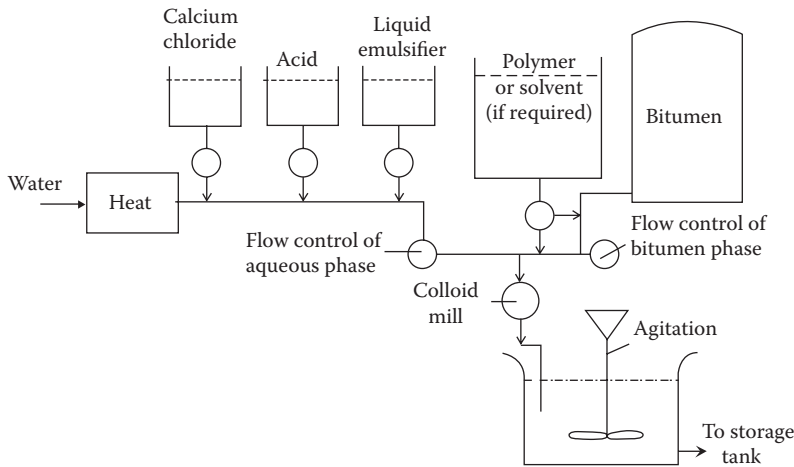 Calcium
chloride
Acid
Liquid
emulsifier
Polymer
or solvent
(if required)
Bitumen
Water
Heat
Flow control of
aqueous phase
Flow control of
bitumen phase
Colloid
mill
Agitation
To storage
tank